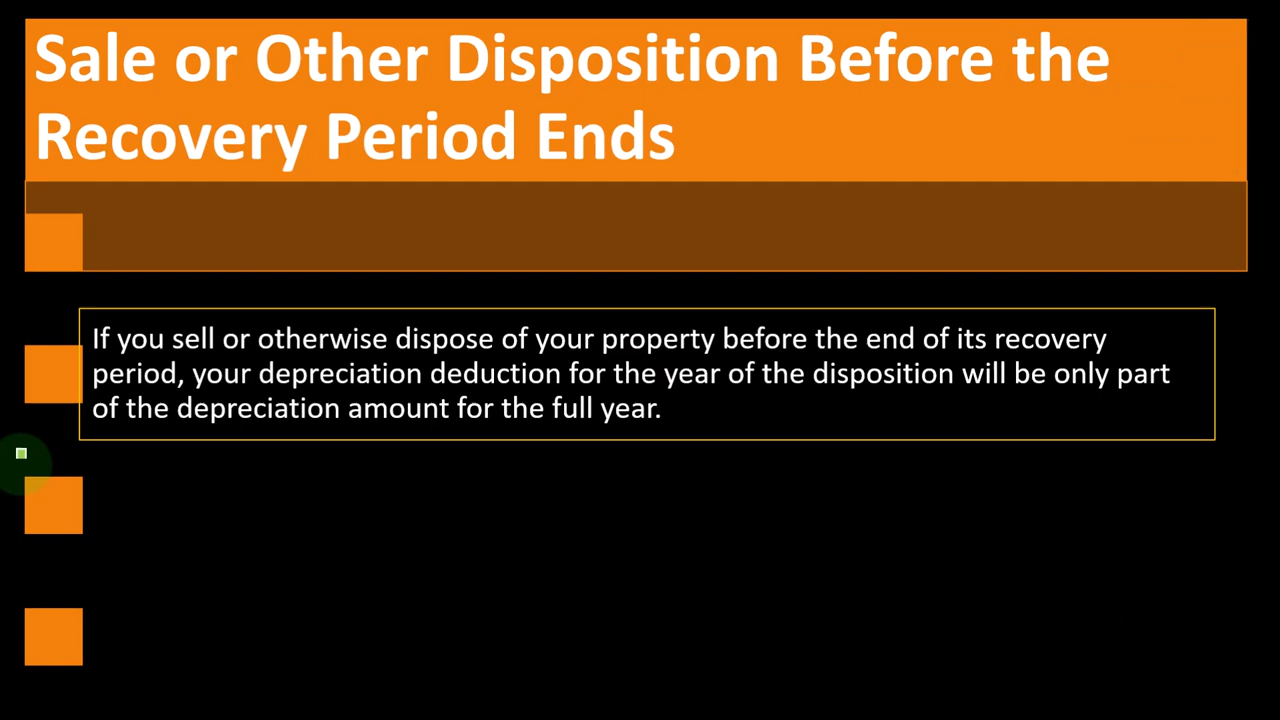 Sale or Other Disposition Before the
Recovery Period Ends
If you sell or otherwise dispose of your property before the end of its recovery
period, your depreciation deduction for the year of the disposition will be only part
of the depreciation amount for the full year.